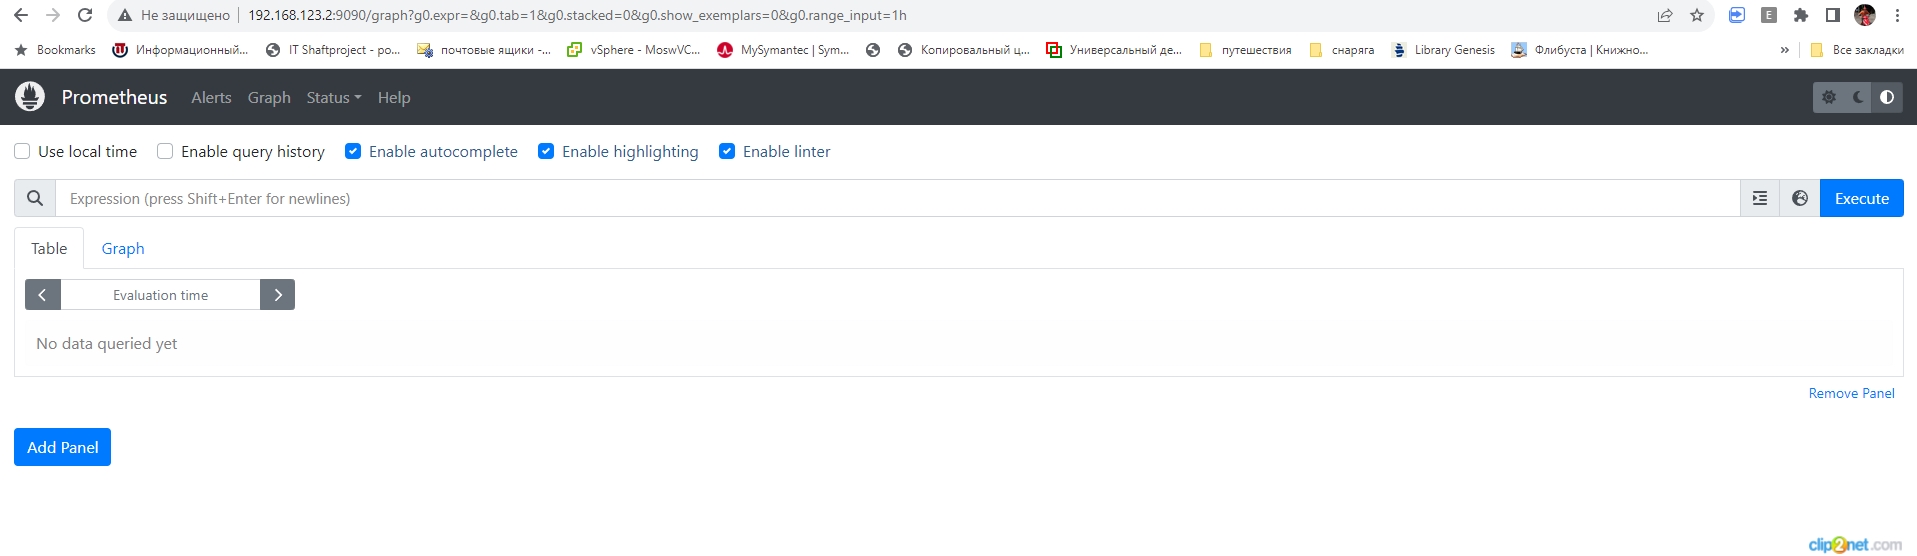 Не защищено 192.168.123.2:9090/graph?g0.expr=&g0.tab=1&g0.stacked=0&g0.show_exemplars=0&g0.range_input=1h E
Bookmarks Информационный... IT Shaftproject - po... почтовые ящики -... vSphere - MoswVC... MySymantec | Sym... Копировальный ц... Универсальный де... путешествия снаряга Library Genesis Флибуста | Книжно... » Все закладки
Prometheus Alerts Graph Status Help
Use local time Enable query history Enable autocomplete Enable highlighting Enable linter
Expression (press Shift+Enter for newlines) Execute
Table Graph
Evaluation time
No data queried yet
Remove Panel
Add Panel
clip2net.com